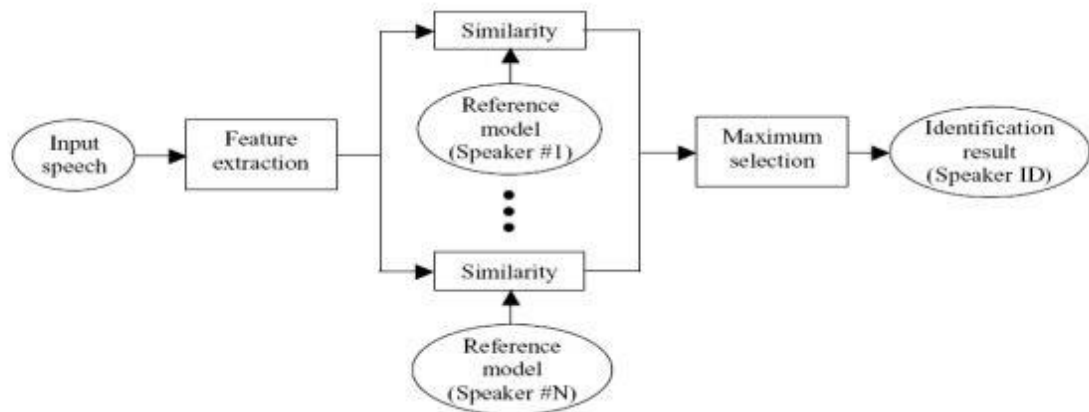 Similarity
Reference
model
(Speaker #1)
Input
speech
Feature
extraction
Maximum
selection
Identification
result
(Speaker ID)
Similarity
Reference
model
(Speaker #N)